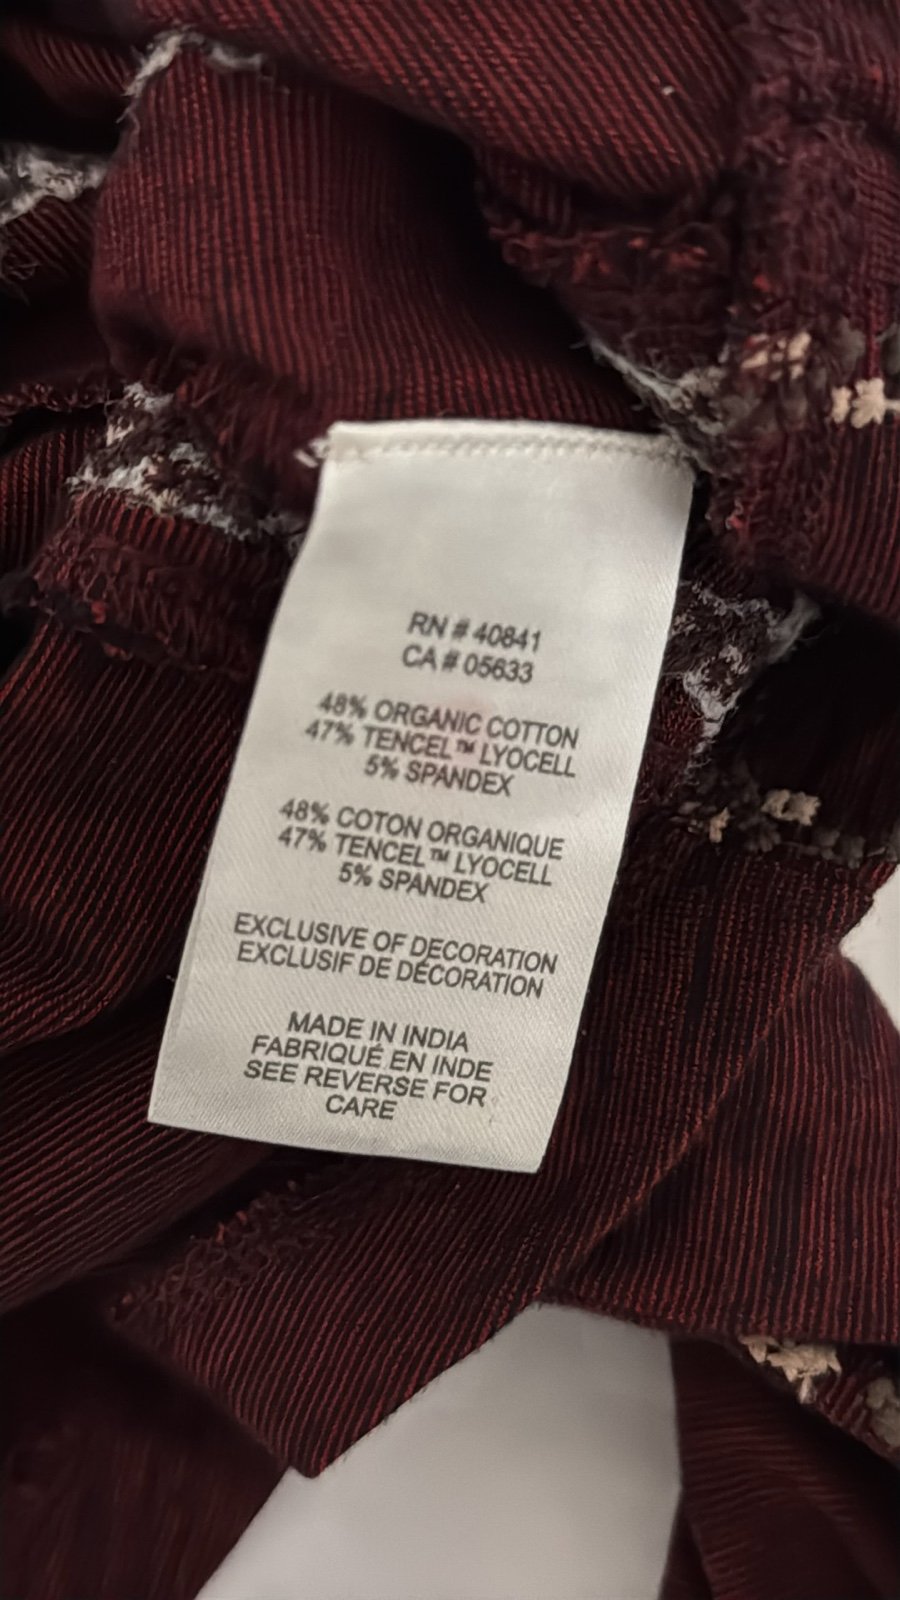 RN # 40841
CA # 05633
48% ORGANIC COTTON
47% TENCEL™ LYOCELL
5% SPANDEX
48% COTON ORGANIQUE
47% TENCEL™ LYOCELL
5% SPANDEX
EXCLUSIVE OF DECORATION
EXCLUSIF DE DÉCORATION
MADE IN INDIA
FABRIQUÉ EN INDE
SEE REVERSE FOR
CARE